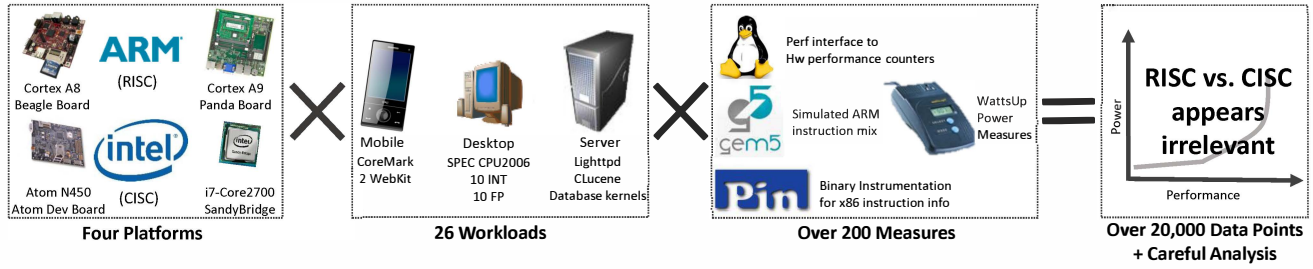 ARM
(RISC)
Cortex A8
Beagle Board
Cortex A9
Panda Board
intel
(CISC)
intel
Atom N450
Atom Dev Board
i7-Core2700
SandyBridge
Four Platforms
Mobile
CoreMark
2 WebKit
Desktop
SPEC CPU2006
10 INT
10 FP
Server
Lighttpd
CLucene
Database kernels
26 Workloads
Perf interface to
Hw performance counters
gem5
Simulated ARM
instruction mix
WattsUp
Power
Measures
Pin
Binary Instrumentation
for x86 instruction info
Over 200 Measures
Power
RISC vs. CISC
appears
irrelevant
Performance
Over 20,000 Data Points
+ Careful Analysis